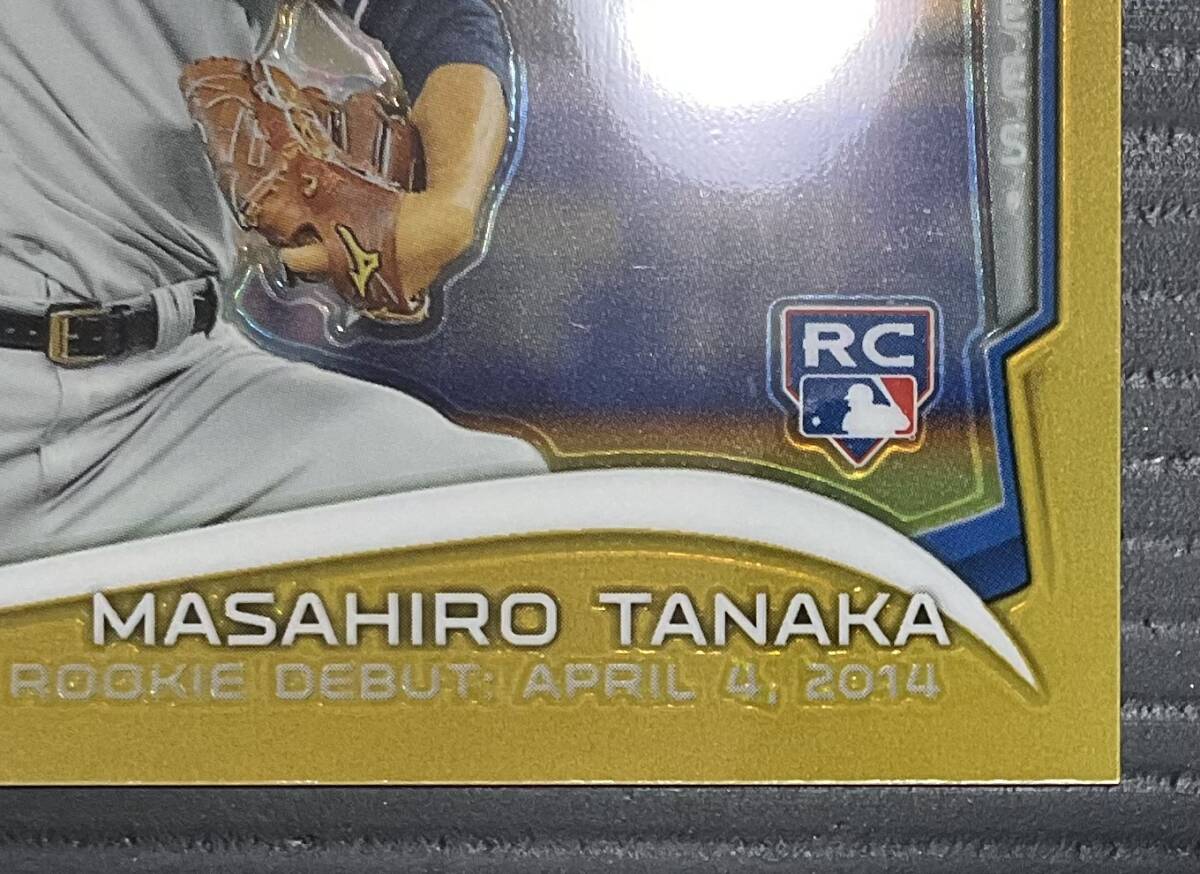 RC
MASAHIRO TANAKA
ROOKIE DEBUT: APRIL 4, 2014